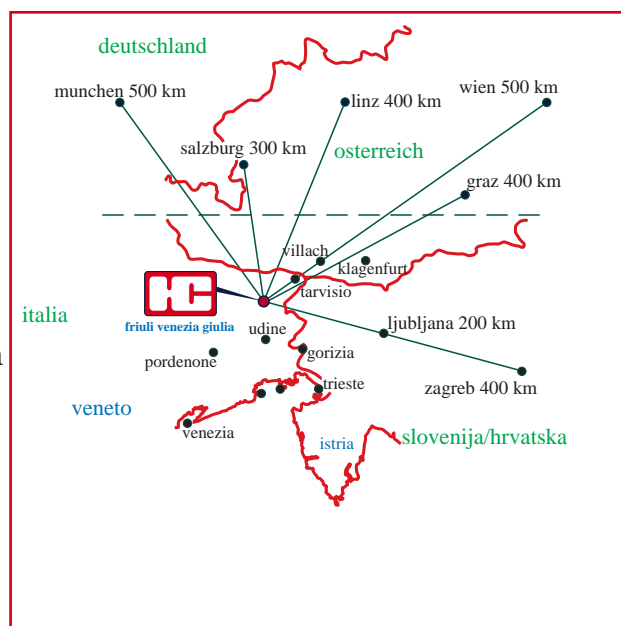 deutschland
munchen 500 km
linz 400 km
wien 500 km
salzburg 300 km
osterreich
graz 400 km
villach
klagenfurt
tarvisio
italia
friuli venezia giulia
udine
ljubljana 200 km
pordenone
gorizia
zagreb 400 km
trieste
veneto
venezia
istria
slovenija/hrvatska